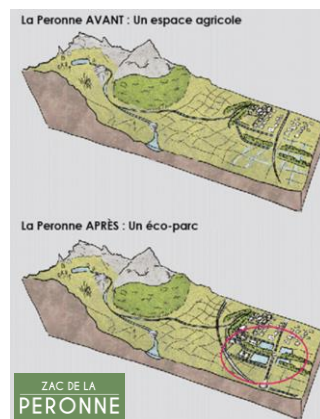 La Peronne AVANT : Un espace agricole
La Peronne APRÈS : Un éco-parc
ZAC DE LA
PERONNE